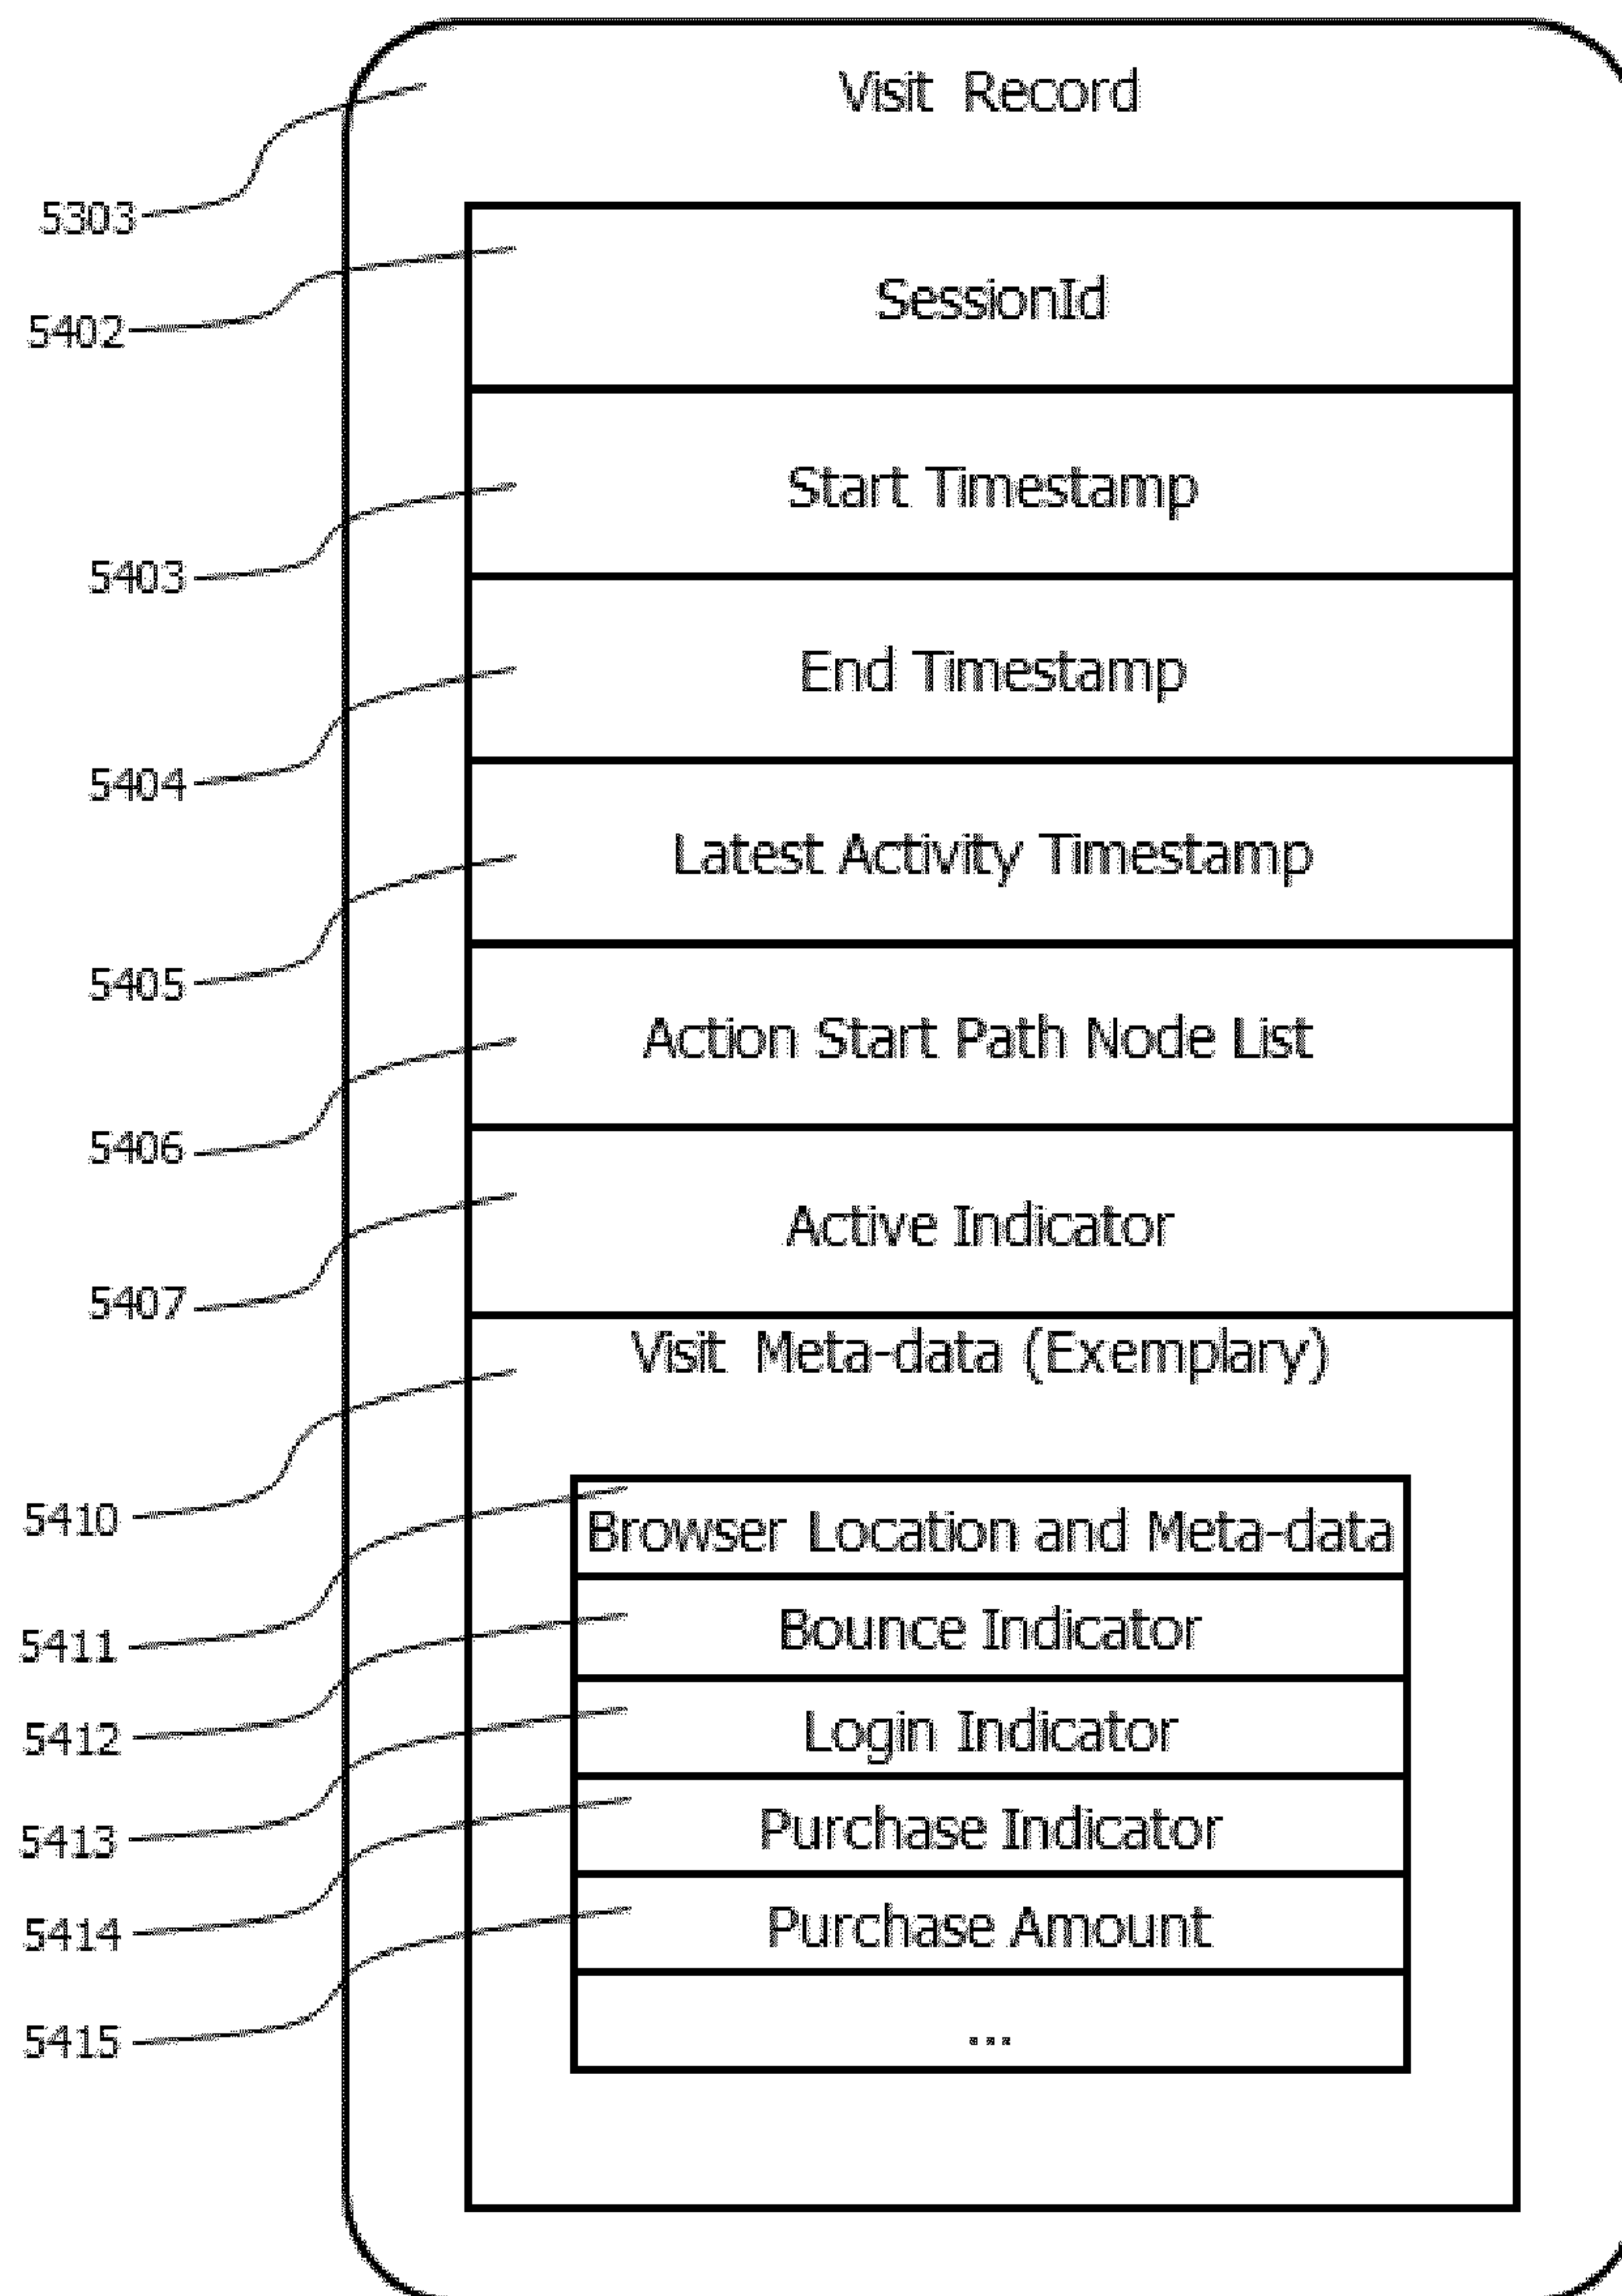 Visit Record
5303
SessionId
5402
Start Timestamp
5403
End Timestamp
5404
Latest Activity Timestamp
5405
Action Start Path Node List
5406
Active Indicator
5407
Visit Meta-data (Exemplary)
5410
Browser Location and Meta-data
5411
Bounce Indicator
5412
Login Indicator
5413
Purchase Indicator
5414
Purchase Amount
5415
...